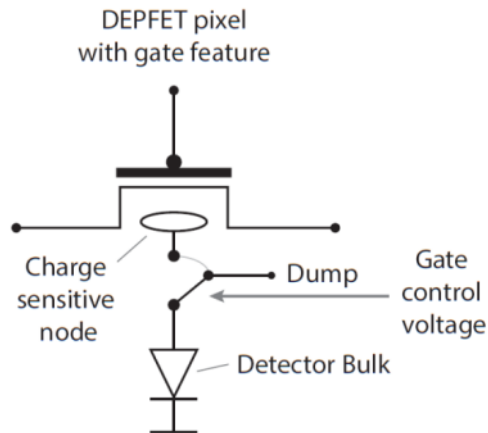 DEPFET pixel
with gate feature
Charge
sensitive
node
Dump
Gate
control
voltage
Detector Bulk